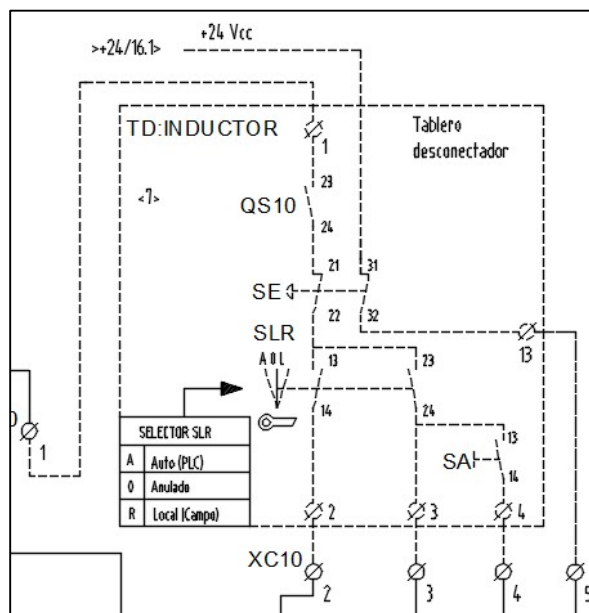 +24 Vcc
>+24/16.1>
TD:INDUCTOR
1
Tablero
desconectador
<7>
23
QS10
24
21
31
SE
22
32
SLR
13
A 0 L
13
23
14
24
1
SELECTOR SLR
A Auto (PLC)
0 Anulado
R Local (Campo)
13
SA
14
2
3
4
XC10
2
3
4
5